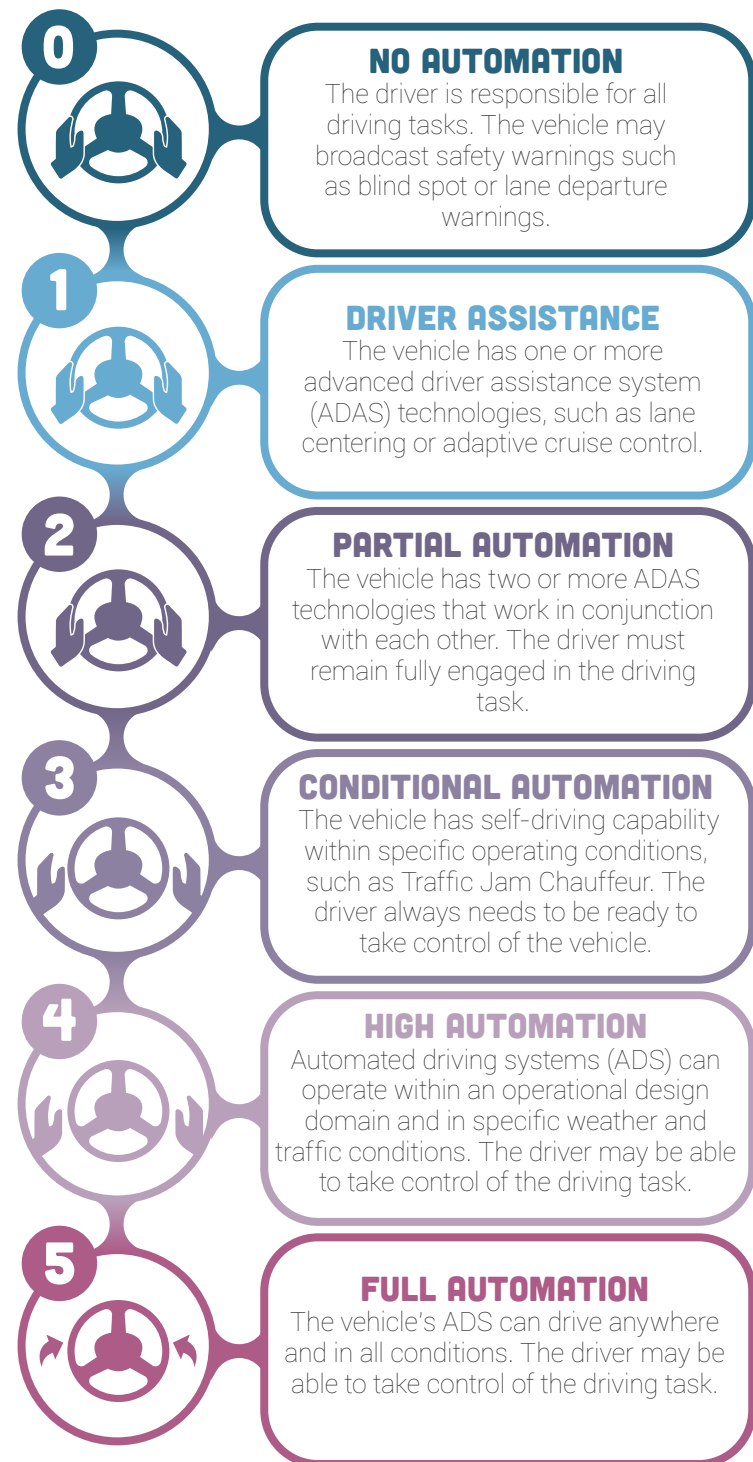 0
NO AUTOMATION
The driver is responsible for all
driving tasks. The vehicle may
broadcast safety warnings such
as blind spot or lane departure
warnings.
1
DRIVER ASSISTANCE
The vehicle has one or more
advanced driver assistance system
(ADAS) technologies, such as lane
centering or adaptive cruise control.
2
PARTIAL AUTOMATION
The vehicle has two or more ADAS
technologies that work in conjunction
with each other. The driver must
remain fully engaged in the driving
task.
3
CONDITIONAL AUTOMATION
The vehicle has self-driving capability
within specific operating conditions,
such as Traffic Jam Chauffeur. The
driver always needs to be ready to
take control of the vehicle.
4
HIGH AUTOMATION
Automated driving systems (ADS) can
operate within an operational design
domain and in specific weather and
traffic conditions. The driver may be able
to take control of the driving task.
5
FULL AUTOMATION
The vehicle's ADS can drive anywhere
and in all conditions. The driver may be
able to take control of the driving task.